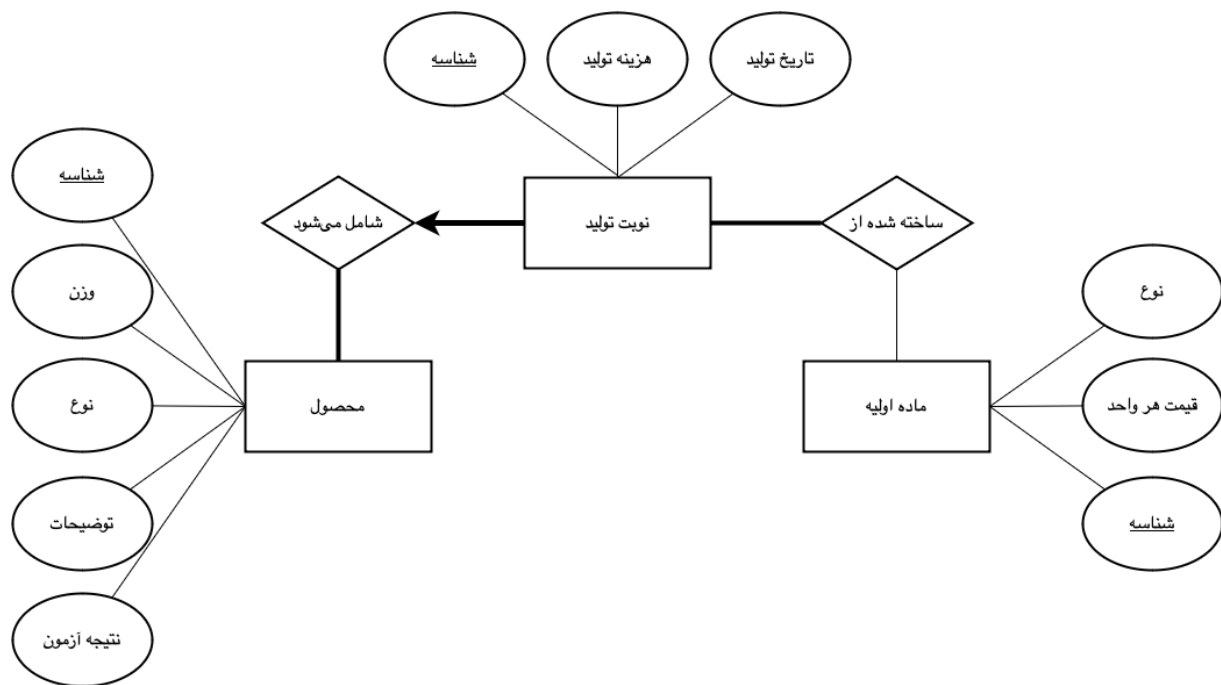 تاریخ تولید
هزینه تولید
شناسه
شناسه
ساخته شده از
نوبت تولید
شامل می‌شود
نوع
وزن
قیمت هر واحد
ماده اولیه
محصول
نوع
شناسه
توضیحات
نتیجه آزمون